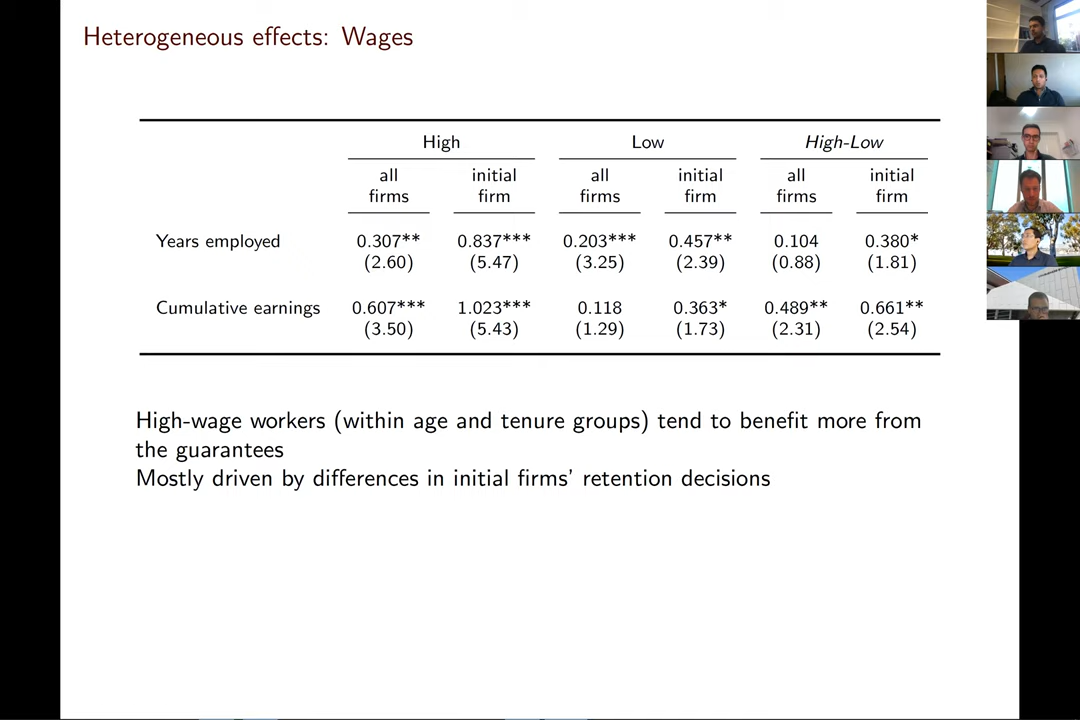 Heterogeneous effects: Wages
High Low High-Low
all initial all initial all initial
firms firm firms firm firms firm
Years employed 0.307** 0.837*** 0.203*** 0.457** 0.104 0.380*
(2.60) (5.47) (3.25) (2.39) (0.88) (1.81)
Cumulative earnings 0.607*** 1.023*** 0.118 0.363* 0.489** 0.661**
(3.50) (5.43) (1.29) (1.73) (2.31) (2.54)
High-wage workers (within age and tenure groups) tend to benefit more from
the guarantees
Mostly driven by differences in initial firms’ retention decisions